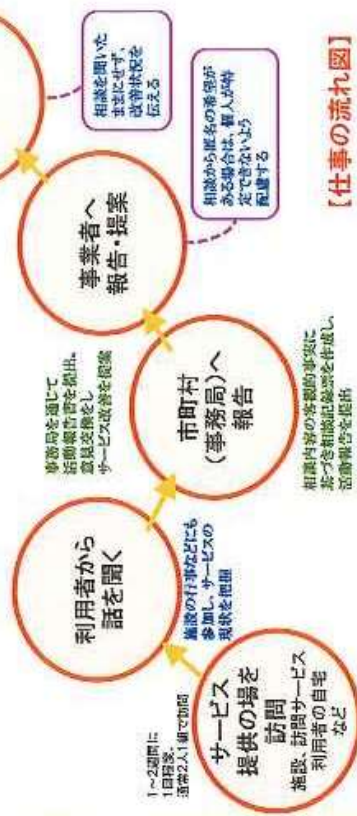 【仕事の流れ図】
1～2週間に
1日程度、
通常2人1組で訪問
サービス
提供の場を
訪問
施設、訪問サービス
利用者の自宅
など
施設の行事などにも
参加し、サービスの
現状を把握
利用者から
話を聞く
市町村
(事務局)へ
報告
相談内容の客観的事実に
基づき相談記録票を作成し、
活動報告を提出
事務局を通じて
活動報告書を提出。
意見交換をし
サービス改善を提案
事業者へ
報告・提案
相談から匿名の希望が
ある場合は、個人が特
定できないよう
配慮する
相談を聞いた
ままにせず、
改善状況を
伝える